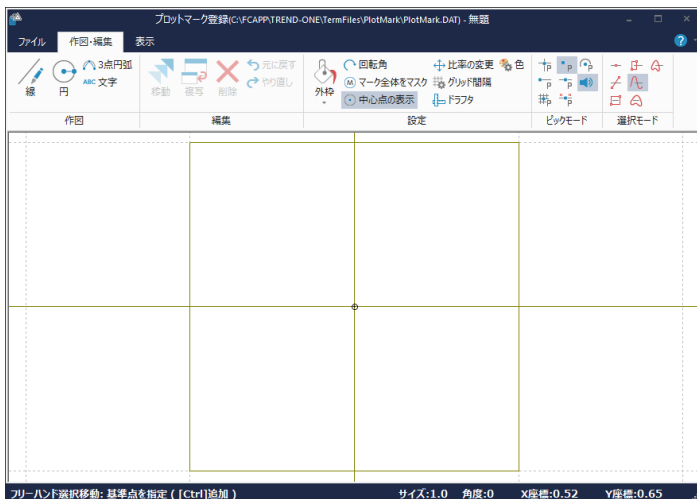 プロットマーク登録(C:\FCAPP\TREND-ONE\TermFiles\PlotMark\PlotMark.DAT) - 無題
ファイル 作図・編集 表示
線 円 3点円弧 ABC 文字
移動 複写 削除 元に戻す やり直し
外枠 回転角 M マーク全体をマスク 中心点の表示 比率の変更 グリッド間隔 ドラフタ 色
作図 編集 設定 ピックモード 選択モード
フリーハンド選択移動: 基準点を指定 ( [Ctrl]追加 ) サイズ:1.0 角度:0 X座標:0.52 Y座標:0.65